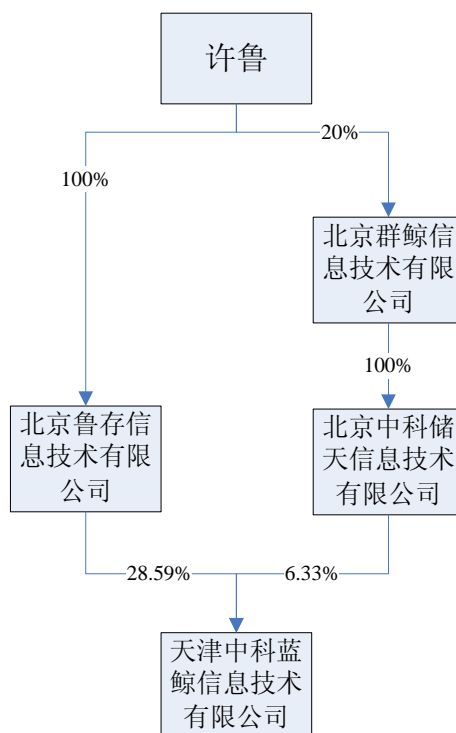 许鲁
20%
100%
北京群鲸信
息技术有限
公司
100%
北京鲁存信
息技术有限
公司
北京中科储
天信息技术
有限公司
28.59%
6.33%
天津中科蓝
鲸信息技术
有限公司